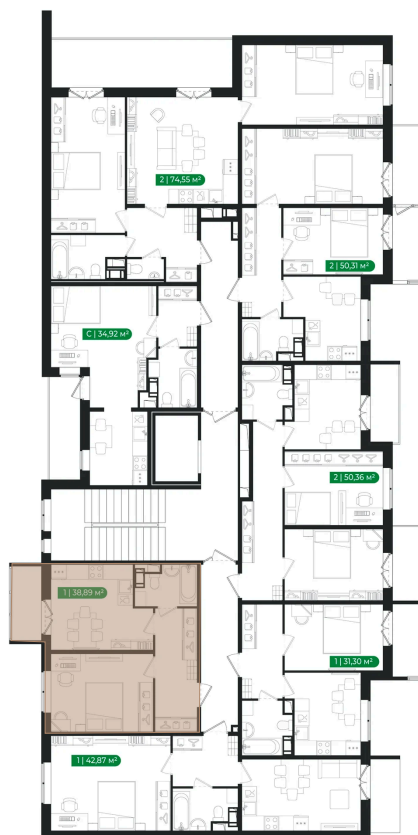 2 | 74,55 м²
2 | 50,31 м²
С | 34,92 м²
2 | 50,36 м²
1 | 38,89 м²
1 | 31,30 м²
1 | 42,87 м²